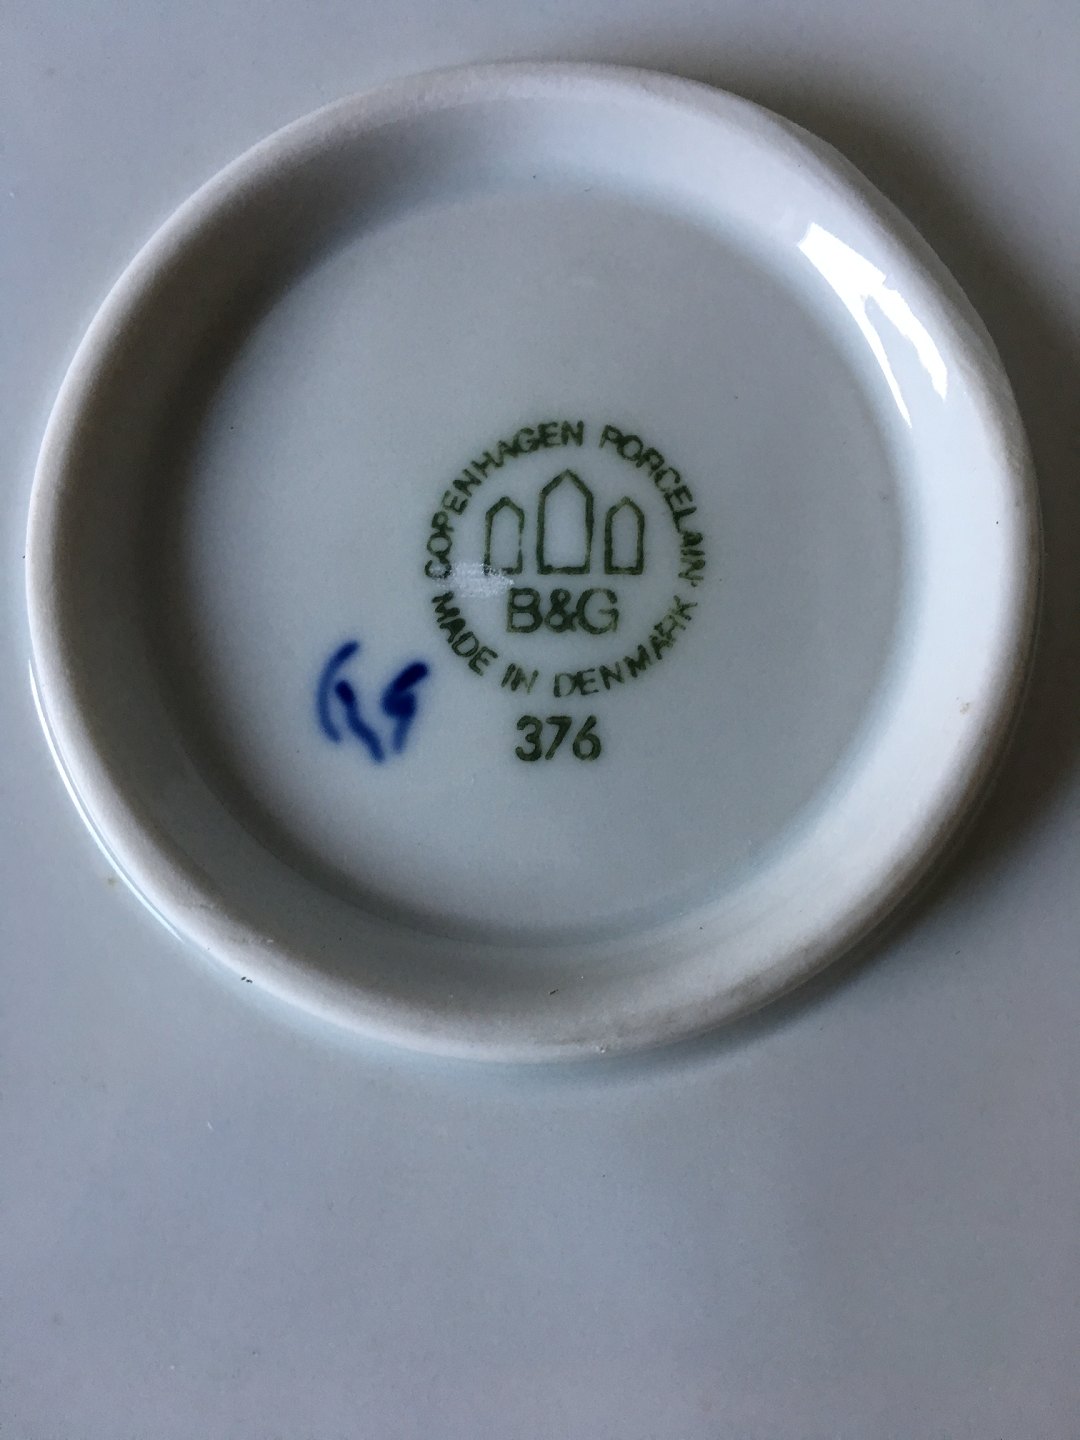 COPENHAGEN PORCELAIN
B&G
MADE IN DENMARK
376